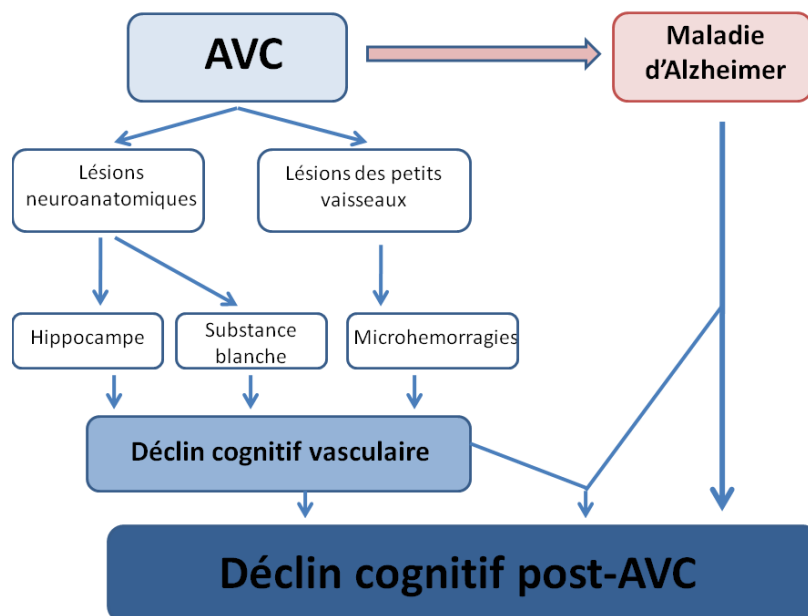 AVC
Maladie
d'Alzheimer
Lésions
neuroanatomiques
Lésions des petits
vaisseaux
Hippocampe
Substance
blanche
Microhemorragies
Déclin cognitif vasculaire
Déclin cognitif post-AVC